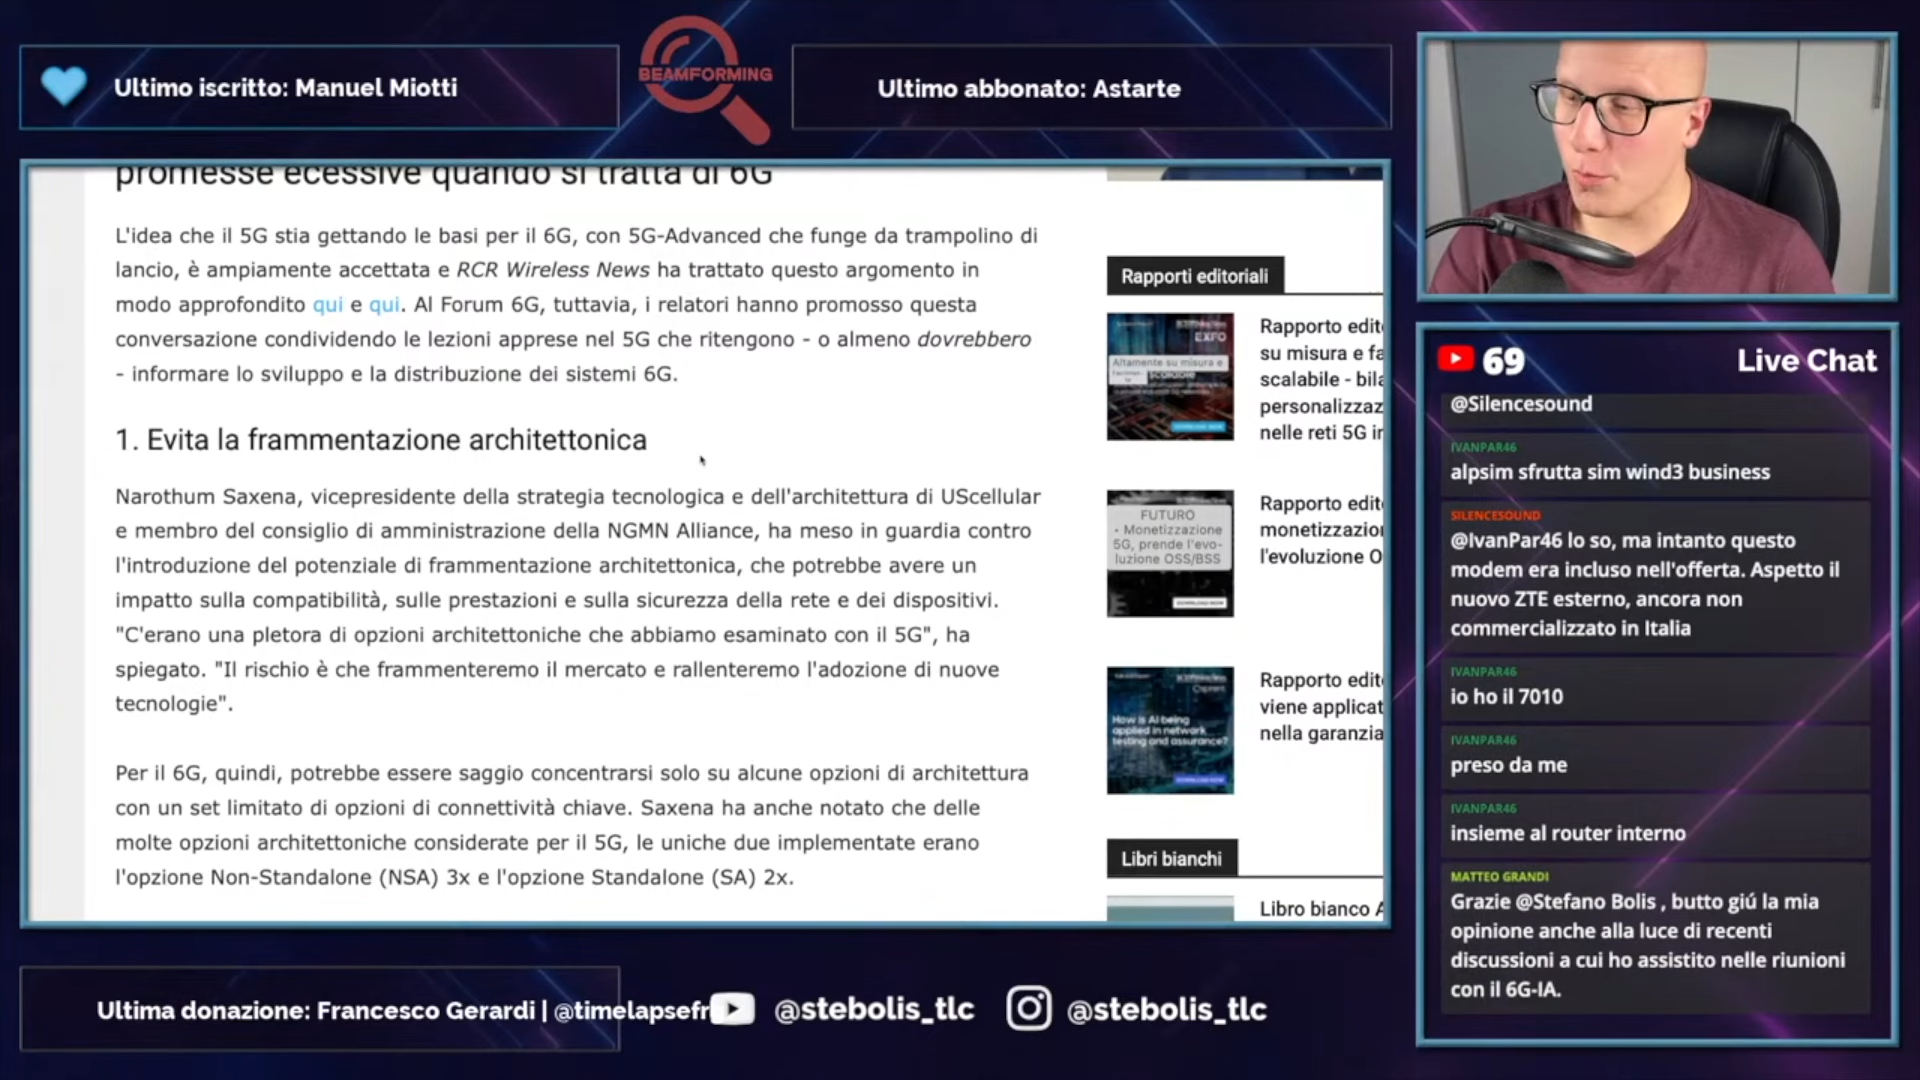 Ultimo iscritto: Manuel Miotti
BEAMFORMING
Ultimo abbonato: Astarte
promesse ecessive quando si tratta di 6G
L'idea che il 5G stia gettando le basi per il 6G, con 5G-Advanced che funge da trampolino di
lancio, è ampiamente accettata e RCR Wireless News ha trattato questo argomento in
modo approfondito qui e qui. Al Forum 6G, tuttavia, i relatori hanno promosso questa
conversazione condividendo le lezioni apprese nel 5G che ritengono - o almeno dovrebbero
- informare lo sviluppo e la distribuzione dei sistemi 6G.
1. Evita la frammentazione architettonica
Narothum Saxena, vicepresidente della strategia tecnologica e dell'architettura di UScellular
e membro del consiglio di amministrazione della NGMN Alliance, ha meso in guardia contro
l'introduzione del potenziale di frammentazione architettonica, che potrebbe avere un
impatto sulla compatibilità, sulle prestazioni e sulla sicurezza della rete e dei dispositivi.
"C'erano una pletora di opzioni architettoniche che abbiamo esaminato con il 5G", ha
spiegato. "Il rischio è che frammenteremo il mercato e rallenteremo l'adozione di nuove
tecnologie".
Per il 6G, quindi, potrebbe essere saggio concentrarsi solo su alcune opzioni di architettura
con un set limitato di opzioni di connettività chiave. Saxena ha anche notato che delle
molte opzioni architettoniche considerate per il 5G, le uniche due implementate erano
l'opzione Non-Standalone (NSA) 3x e l'opzione Standalone (SA) 2x.
Rapporti editoriali
EXFO
Altamente su misura e
scalabile
DOWNLOAD NOW
Rapporto edit
su misura e fa
scalabile - bila
personalizzaz
nelle reti 5G in
FUTURO
• Monetizzazione
5G, prende l'evo-
luzione OSS/BSS
DOWNLOAD NOW
Rapporto edit
monetizzazion
l'evoluzione O
How is AI being
applied in network
testing and assurance?
DOWNLOAD NOW
Rapporto edit
viene applicat
nella garanzia
Libri bianchi
Libro bianco A
69
Live Chat
@Silencesound
IVANPAR46
alpsim sfrutta sim wind3 business
SILENCESOUND
@IvanPar46 lo so, ma intanto questo
modem era incluso nell'offerta. Aspetto il
nuovo ZTE esterno, ancora non
commercializzato in Italia
IVANPAR46
io ho il 7010
IVANPAR46
preso da me
IVANPAR46
insieme al router interno
MATTEO GRANDI
Grazie @Stefano Bolis , butto giú la mia
opinione anche alla luce di recenti
discussioni a cui ho assistito nelle riunioni
con il 6G-IA.
Ultima donazione: Francesco Gerardi | @timelapsefr
@stebolis_tlc
@stebolis_tlc